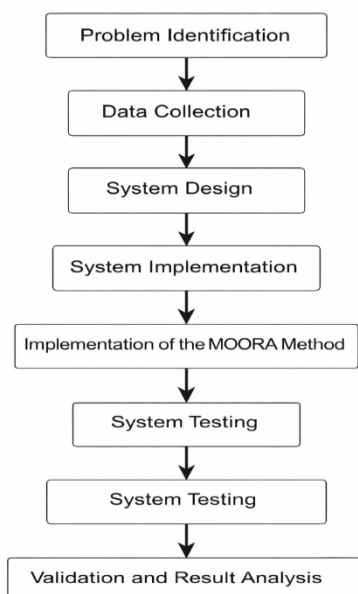 Problem Identification
Data Collection
System Design
System Implementation
Implementation of the MOORA Method
System Testing
System Testing
Validation and Result Analysis